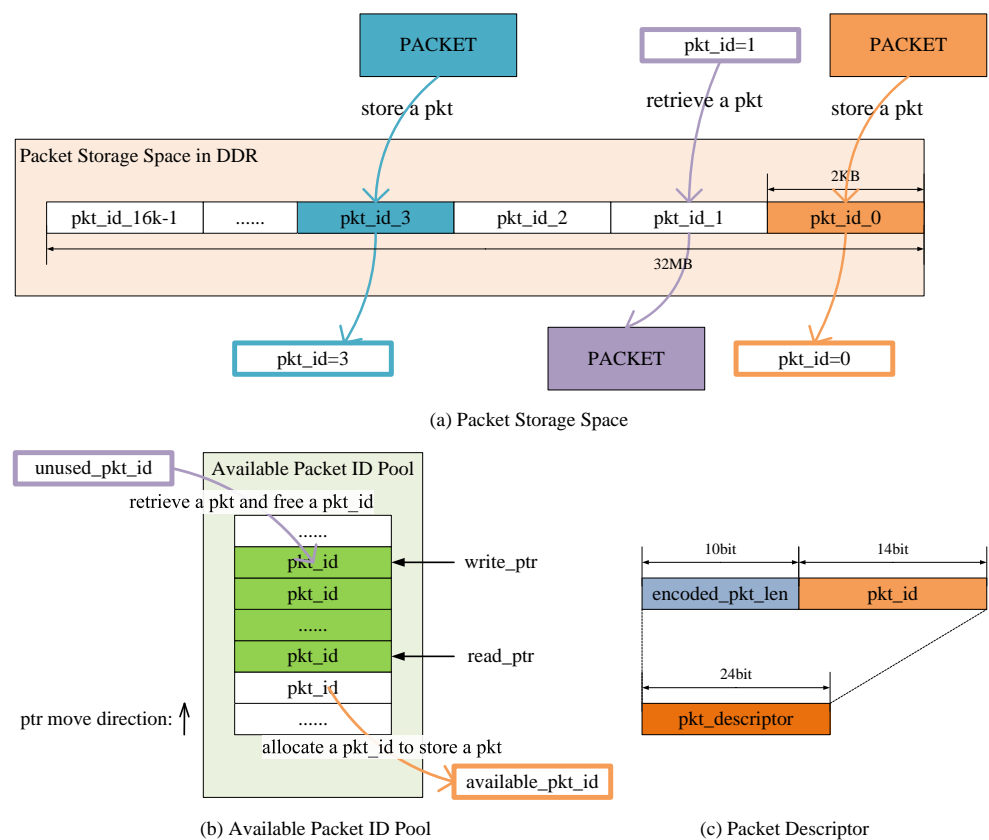 PACKET
pkt_id=1
PACKET
store a pkt
retrieve a pkt
store a pkt
Packet Storage Space in DDR
2KB
pkt_id_16k-1
......
pkt_id_3
pkt_id_2
pkt_id_1
pkt_id_0
32MB
pkt_id=3
PACKET
pkt_id=0
(a) Packet Storage Space
unused_pkt_id
Available Packet ID Pool
retrieve a pkt and free a pkt_id
......
pkt_id
write_ptr
pkt_id
......
pkt_id
read_ptr
pkt_id
ptr move direction:
......
allocate a pkt_id to store a pkt
available_pkt_id
(b) Available Packet ID Pool
10bit
14bit
encoded_pkt_len
pkt_id
24bit
pkt_descriptor
(c) Packet Descriptor